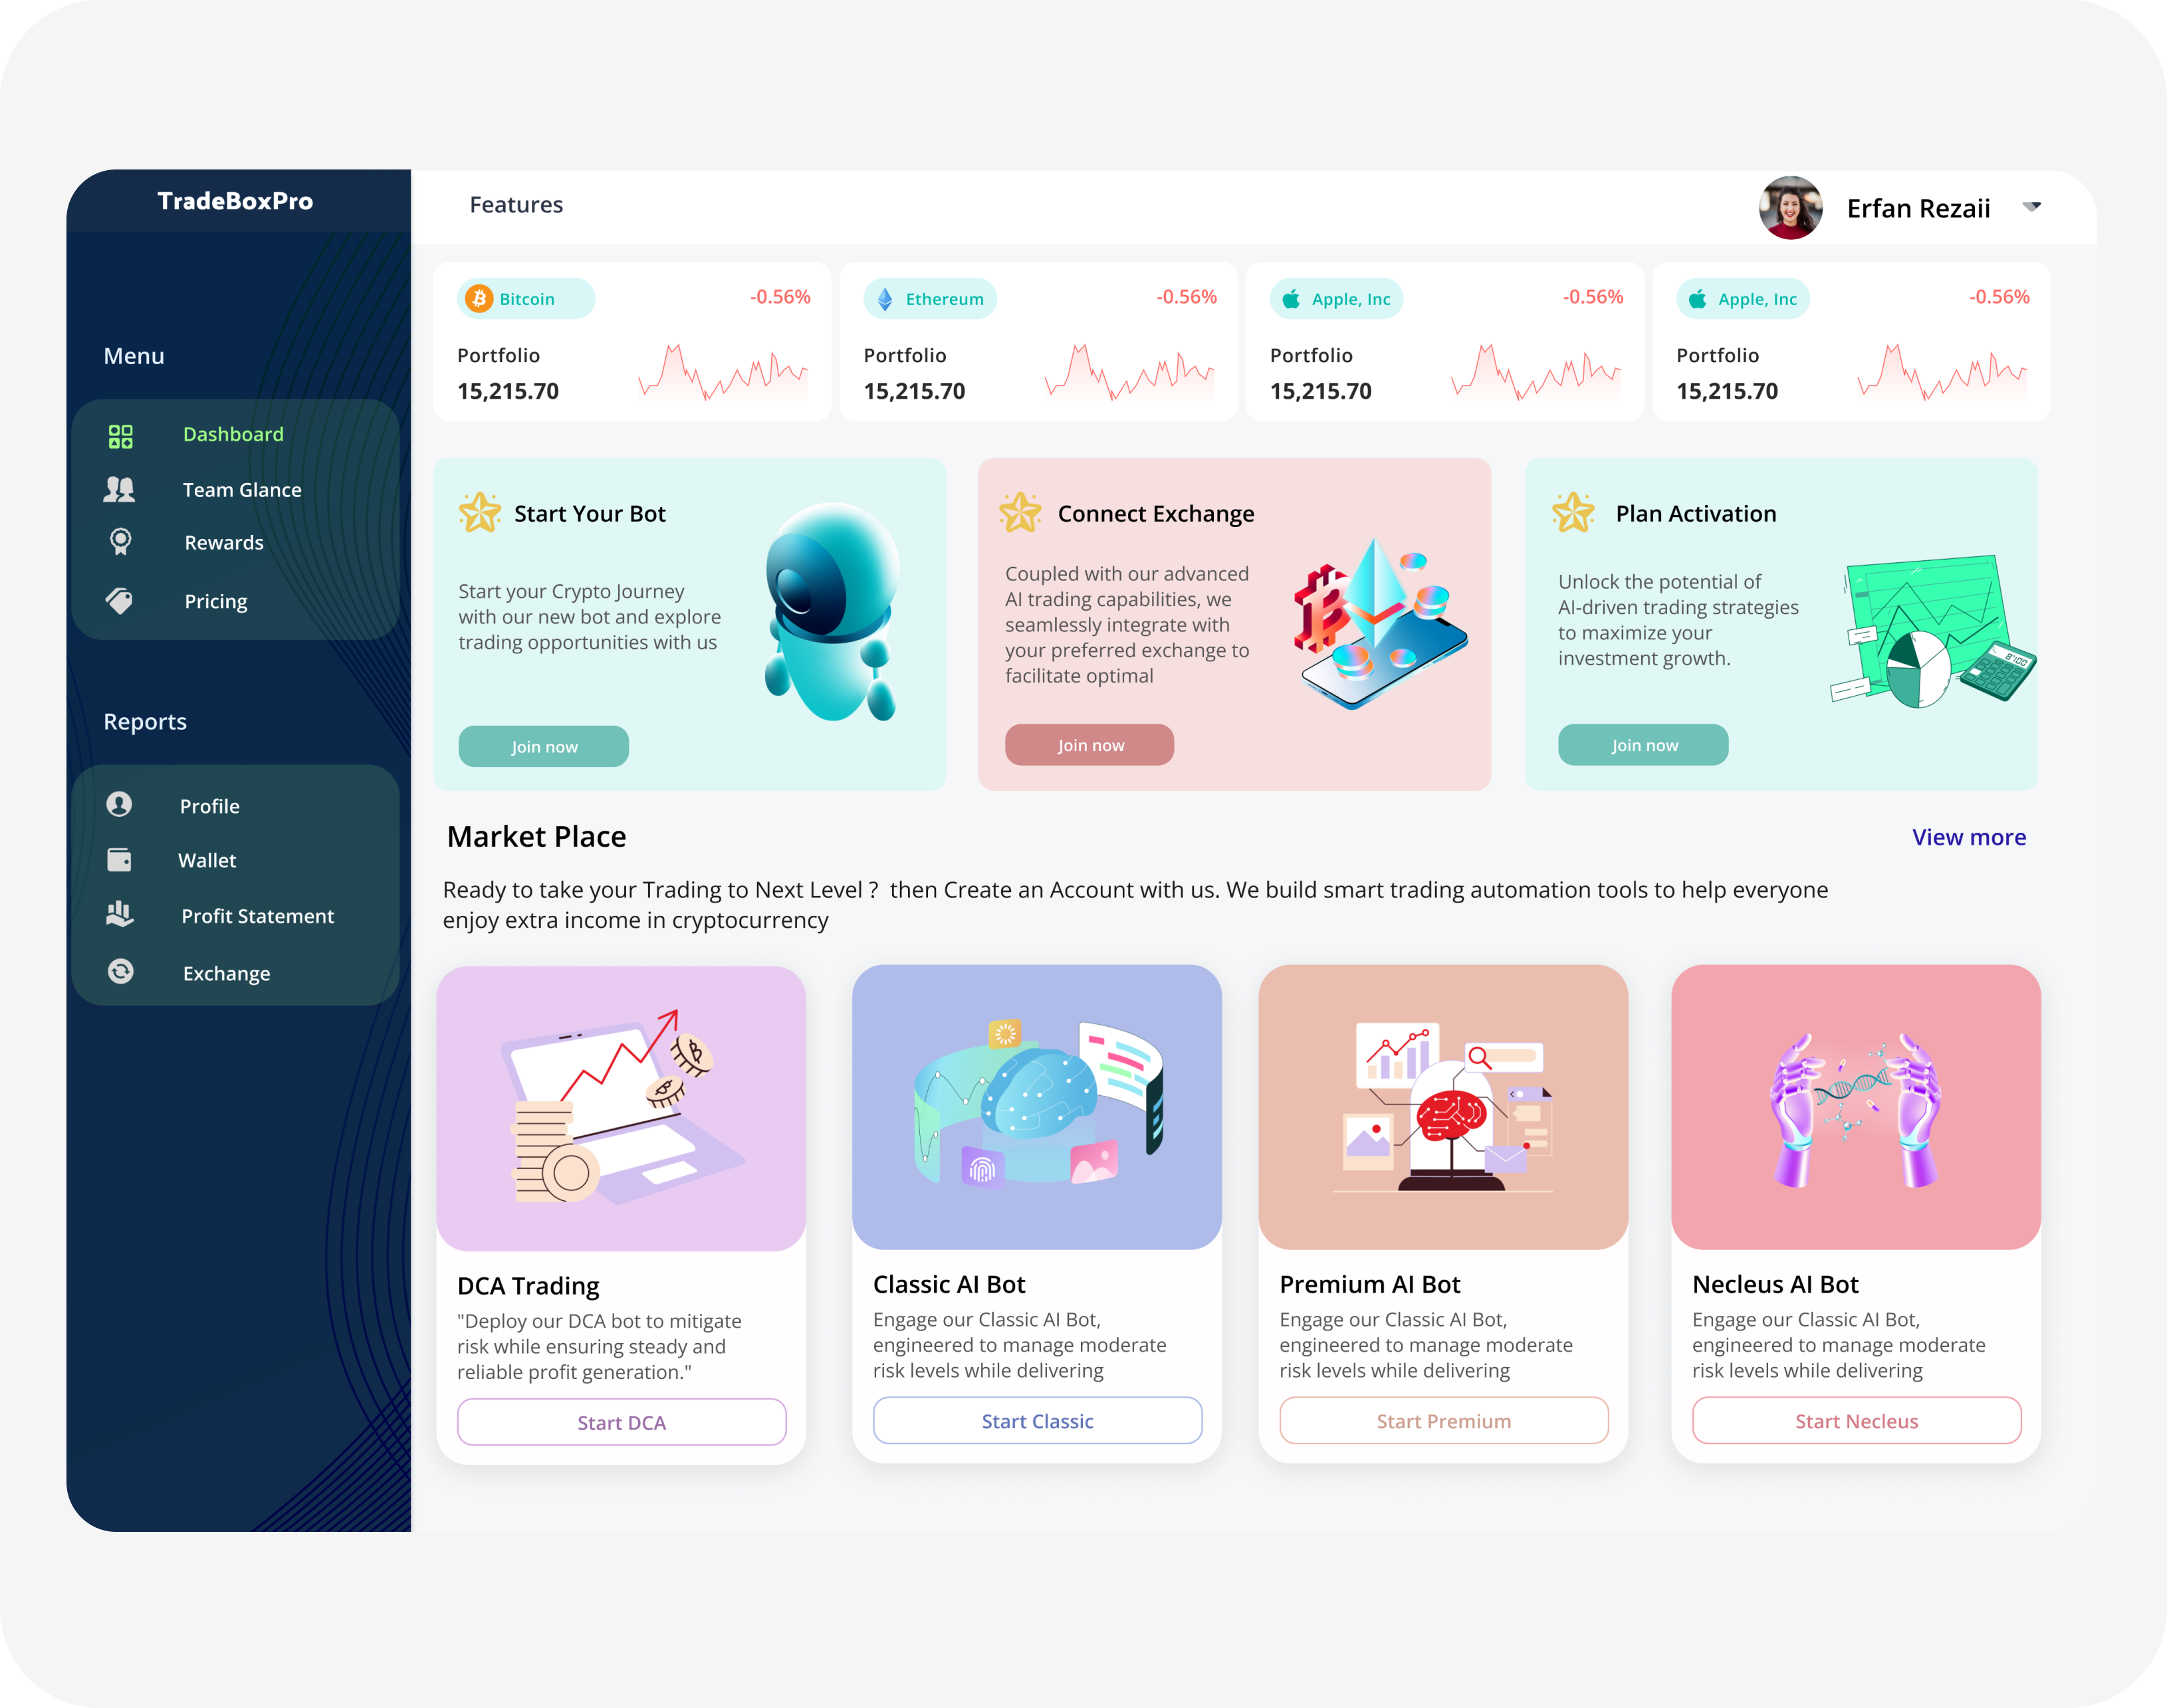 TradeBoxPro
Features
Erfan Rezaii
Menu
Dashboard
Team Glance
Rewards
Pricing
Reports
Profile
Wallet
Profit Statement
Exchange
Bitcoin
-0.56%
Portfolio
15,215.70
Ethereum
-0.56%
Portfolio
15,215.70
Apple, Inc
-0.56%
Portfolio
15,215.70
Apple, Inc
-0.56%
Portfolio
15,215.70
Start Your Bot
Start your Crypto Journey
with our new bot and explore
trading opportunities with us
Join now
Connect Exchange
Coupled with our advanced
AI trading capabilities, we
seamlessly integrate with
your preferred exchange to
facilitate optimal
Join now
Plan Activation
Unlock the potential of
AI-driven trading strategies
to maximize your
investment growth.
8100
Join now
Market Place
View more
Ready to take your Trading to Next Level ?  then Create an Account with us. We build smart trading automation tools to help everyone
enjoy extra income in cryptocurrency
DCA Trading
"Deploy our DCA bot to mitigate
risk while ensuring steady and
reliable profit generation."
Start DCA
Classic AI Bot
Engage our Classic AI Bot,
engineered to manage moderate
risk levels while delivering
Start Classic
Premium AI Bot
Engage our Classic AI Bot,
engineered to manage moderate
risk levels while delivering
Start Premium
Necleus AI Bot
Engage our Classic AI Bot,
engineered to manage moderate
risk levels while delivering
Start Necleus